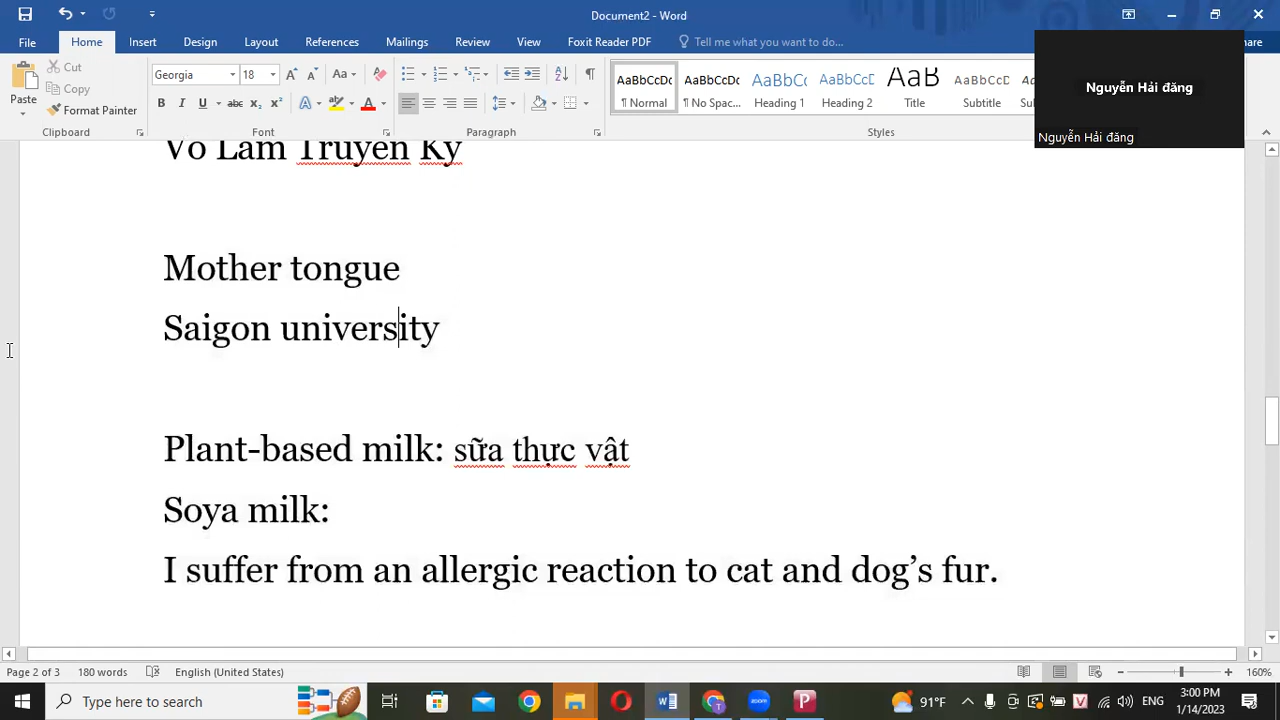 Document2 - Word
File Home Insert Design Layout References Mailings Review View Foxit Reader PDF Tell me what you want to do... Share
Paste
Cut
Copy
Format Painter
Georgia 18
AaBbCcDc ¶ Normal
AaBbCcDc ¶ No Spac...
AaBbCc Heading 1
AaBbCcC Heading 2
AaB Title
AaBbCcD Subtitle
Clipboard Font Paragraph Styles
Nguyễn Hải đăng
Nguyễn Hải đăng
Võ Lâm Truyền Kỳ
Mother tongue
Saigon university
Plant-based milk: sữa thực vật
Soya milk:
I suffer from an allergic reaction to cat and dog’s fur.
Page 2 of 3 180 words English (United States) 160%
Type here to search
91°F ENG
3:00 PM
1/14/2023